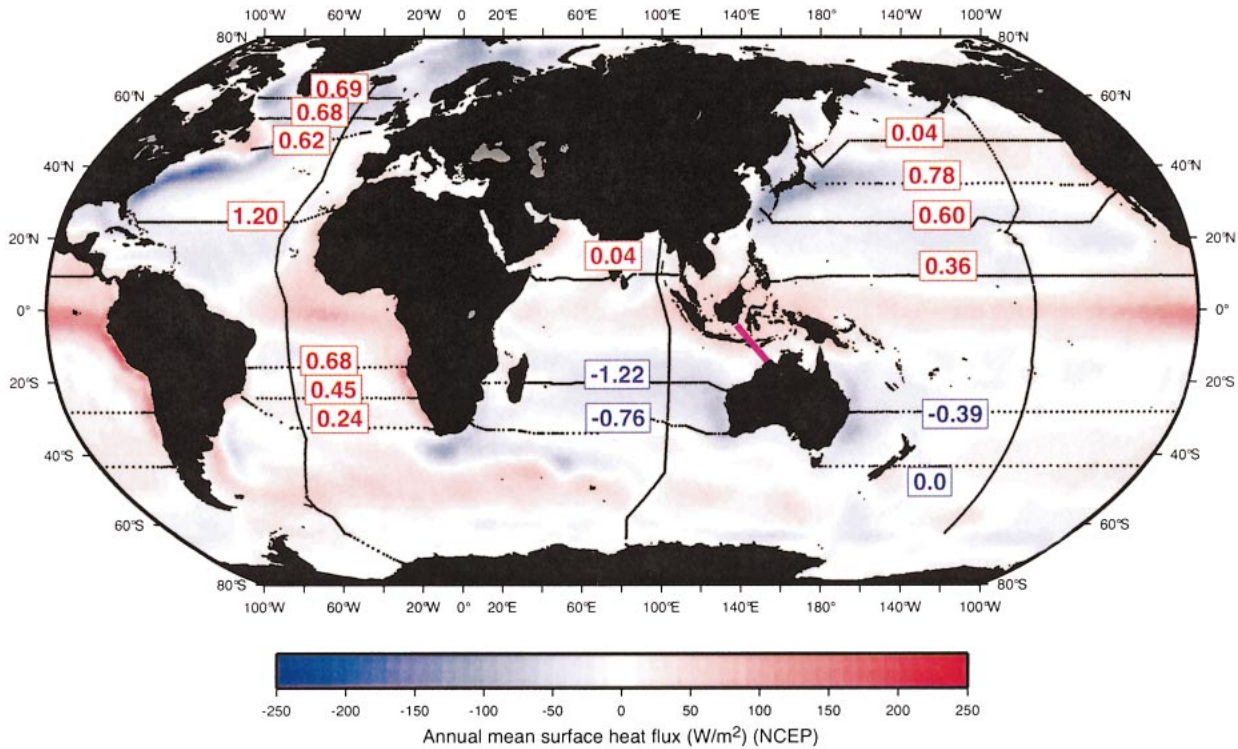 100°W 60°W 20°W 0° 20°E 60°E 100°E 140°E 180° 140°W 100°W
80°N 80°N
60°N 60°N
40°N 40°N
20°N 20°N
0° 0°
20°S 20°S
40°S 40°S
60°S 60°S
80°S 80°S
0.69
0.68
0.62
1.20
0.04
0.04
0.78
0.60
0.36
0.68
0.45
0.24
-1.22
-0.76
-0.39
0.0
100°W 60°W 20°W 0° 20°E 60°E 100°E 140°E 180° 140°W 100°W
-250 -200 -150 -100 -50 0 50 100 150 200 250
Annual mean surface heat flux (W/m²) (NCEP)